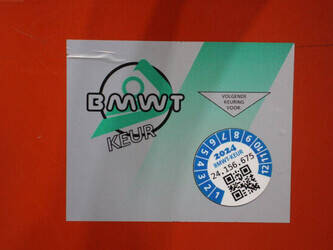 BMWT
KEUR
VOLGENDE
KEURING
VOOR
1 2 3 4 5 6 7 8 9 10 11 12
2024
BMWT-KEUR
24.156.675